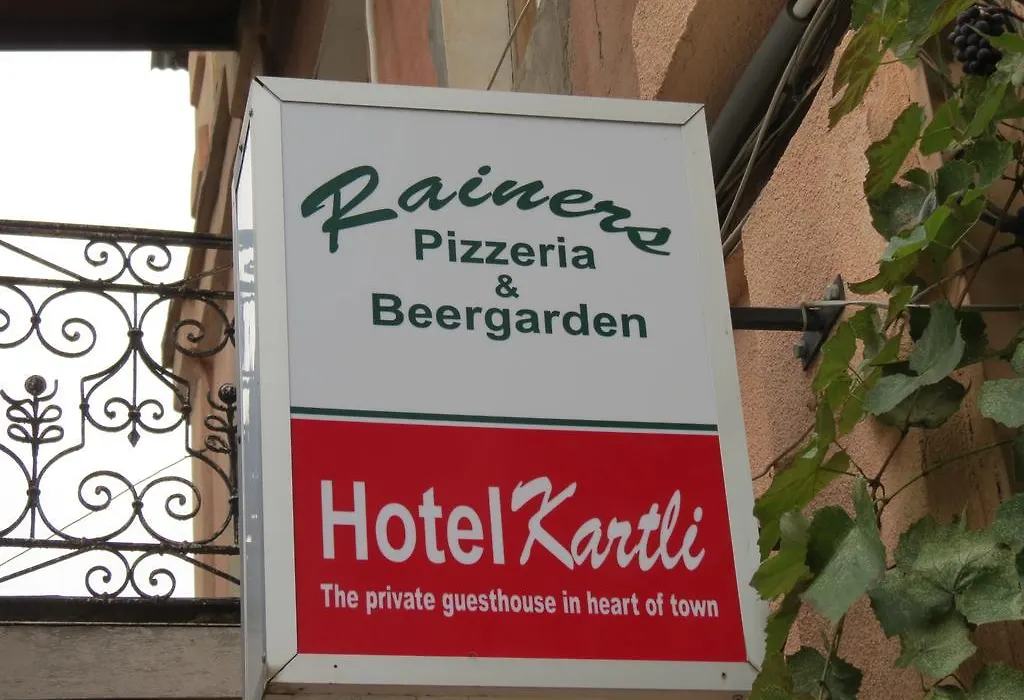 Rainers
Pizzeria
&
Beergarden
Hotel Kartli
The private guesthouse in heart of town